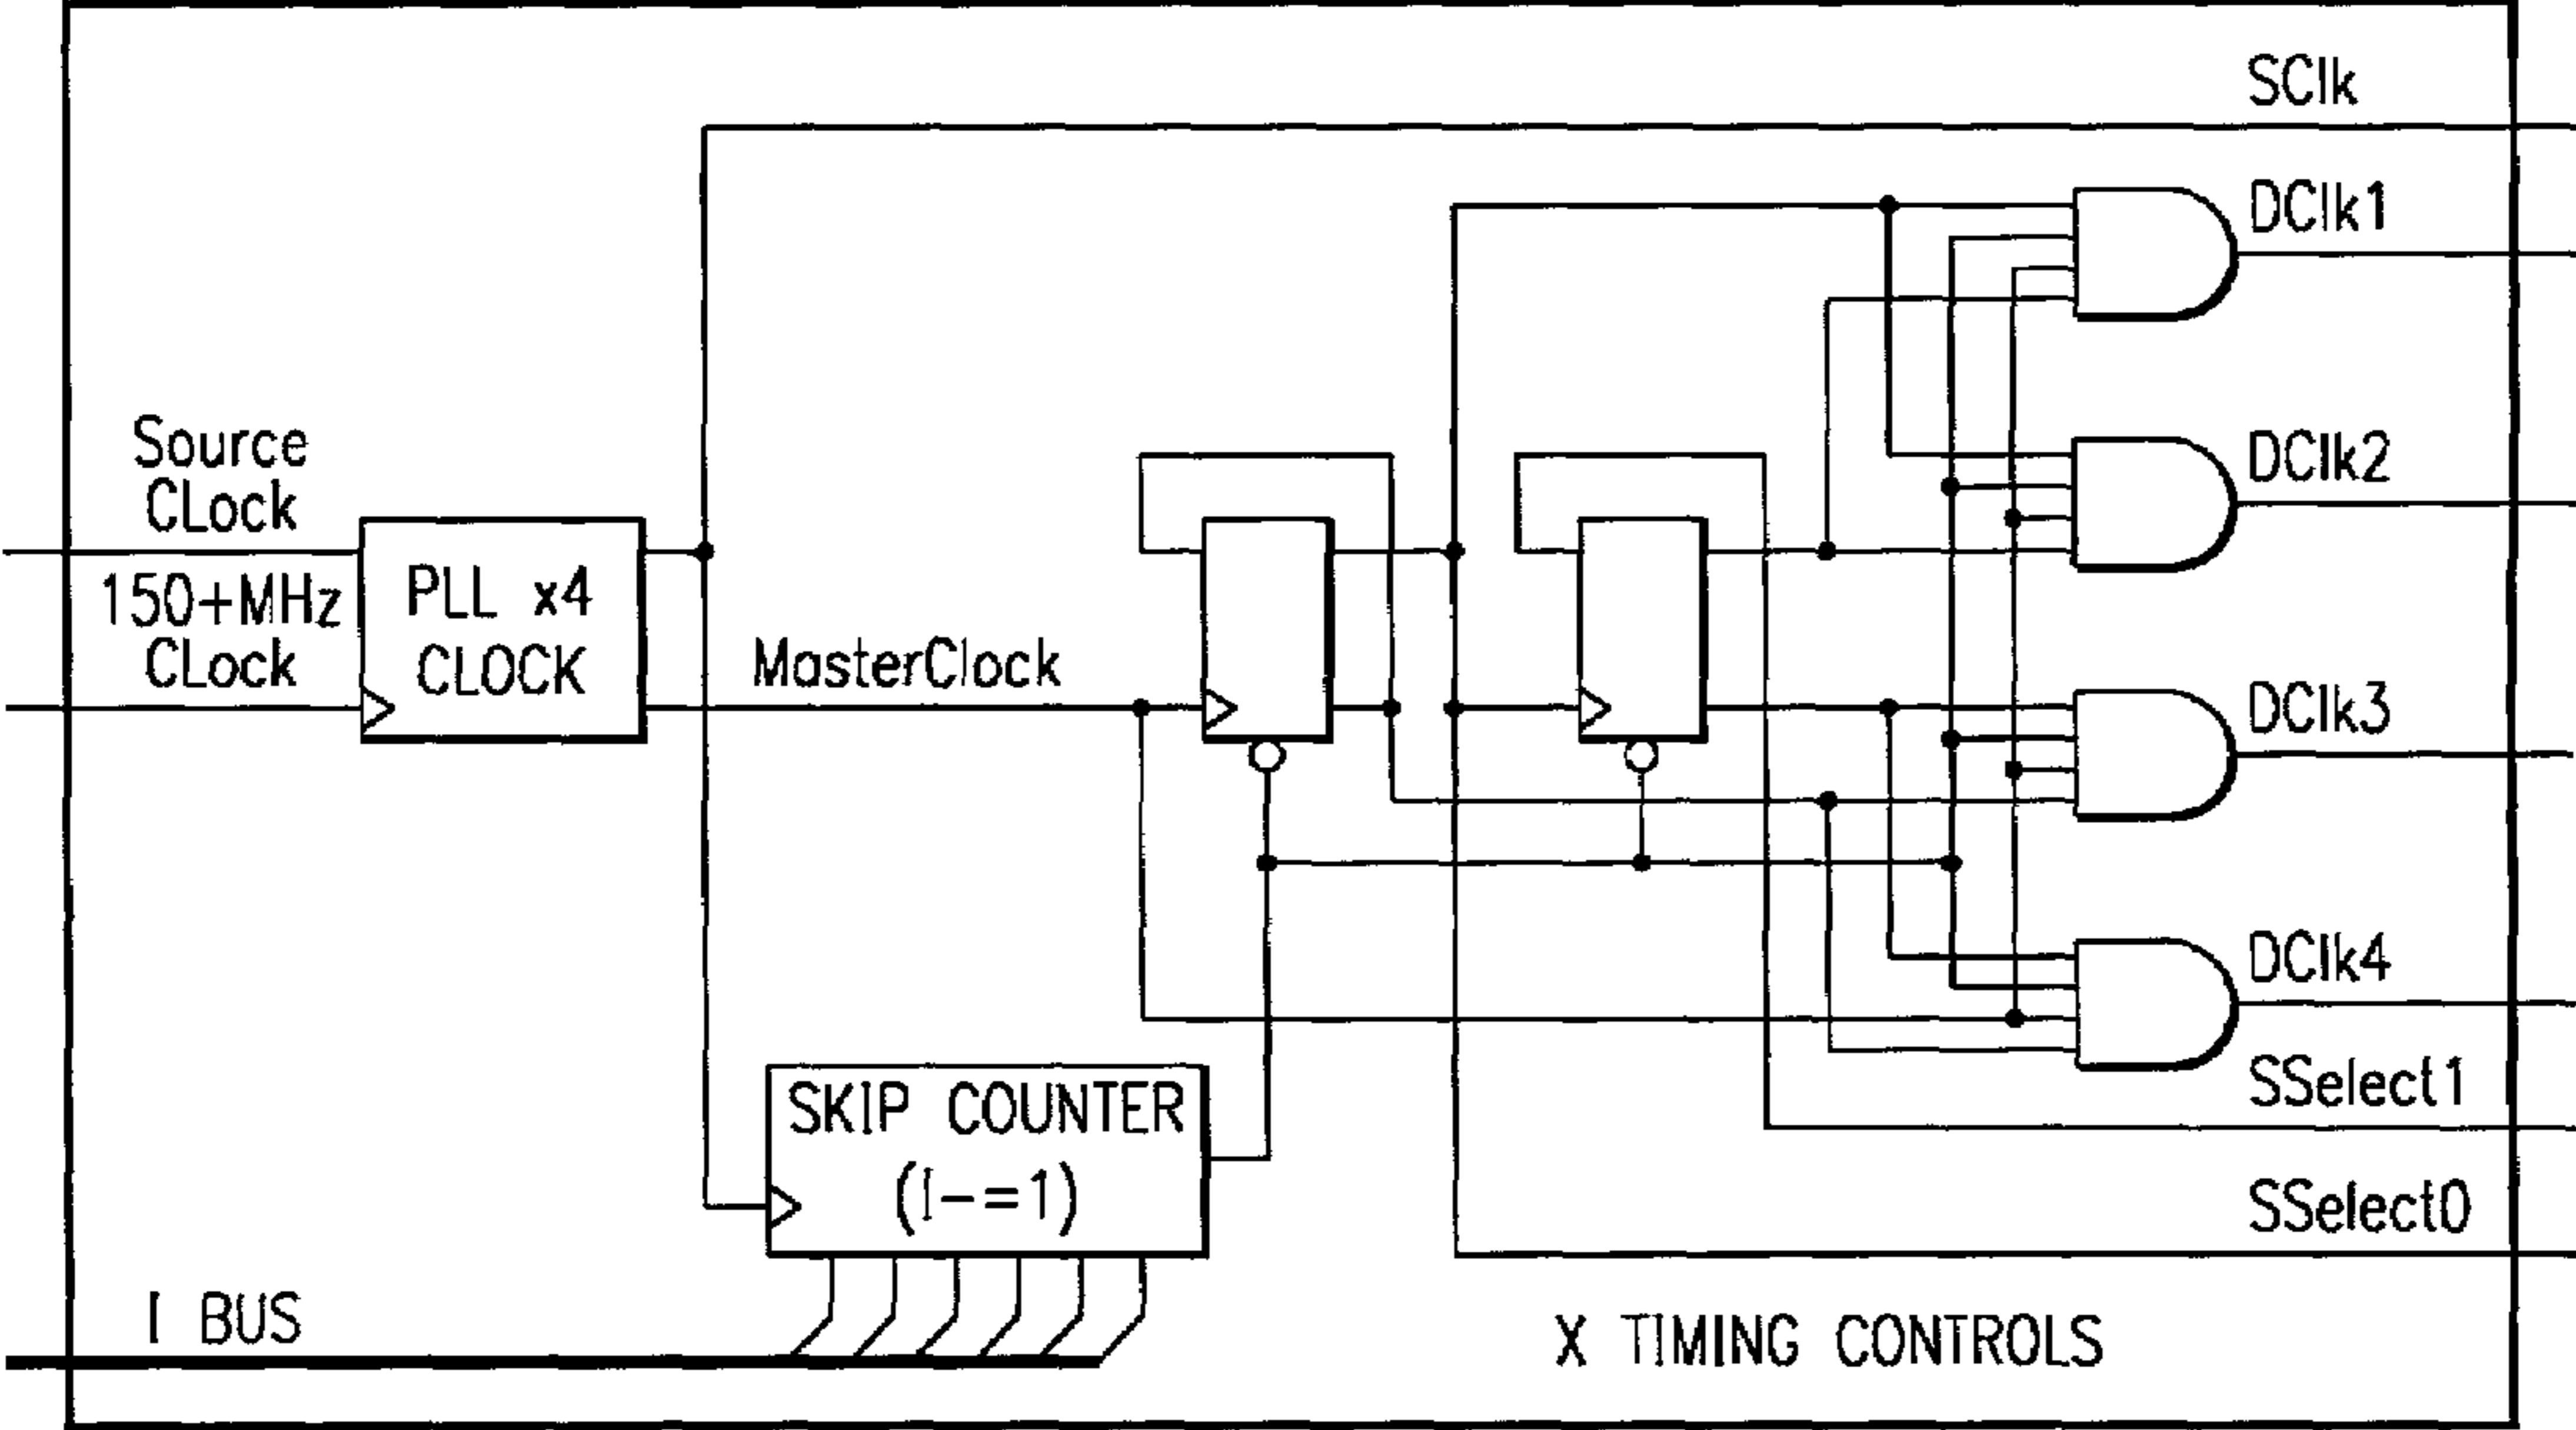 SClk
DClk1
Source
CLock
DClk2
150+MHz
CLock
PLL x4
CLOCK
MasterClock
DClk3
DClk4
SKIP COUNTER
(I-=1)
SSelect1
SSelect0
I BUS
X TIMING CONTROLS